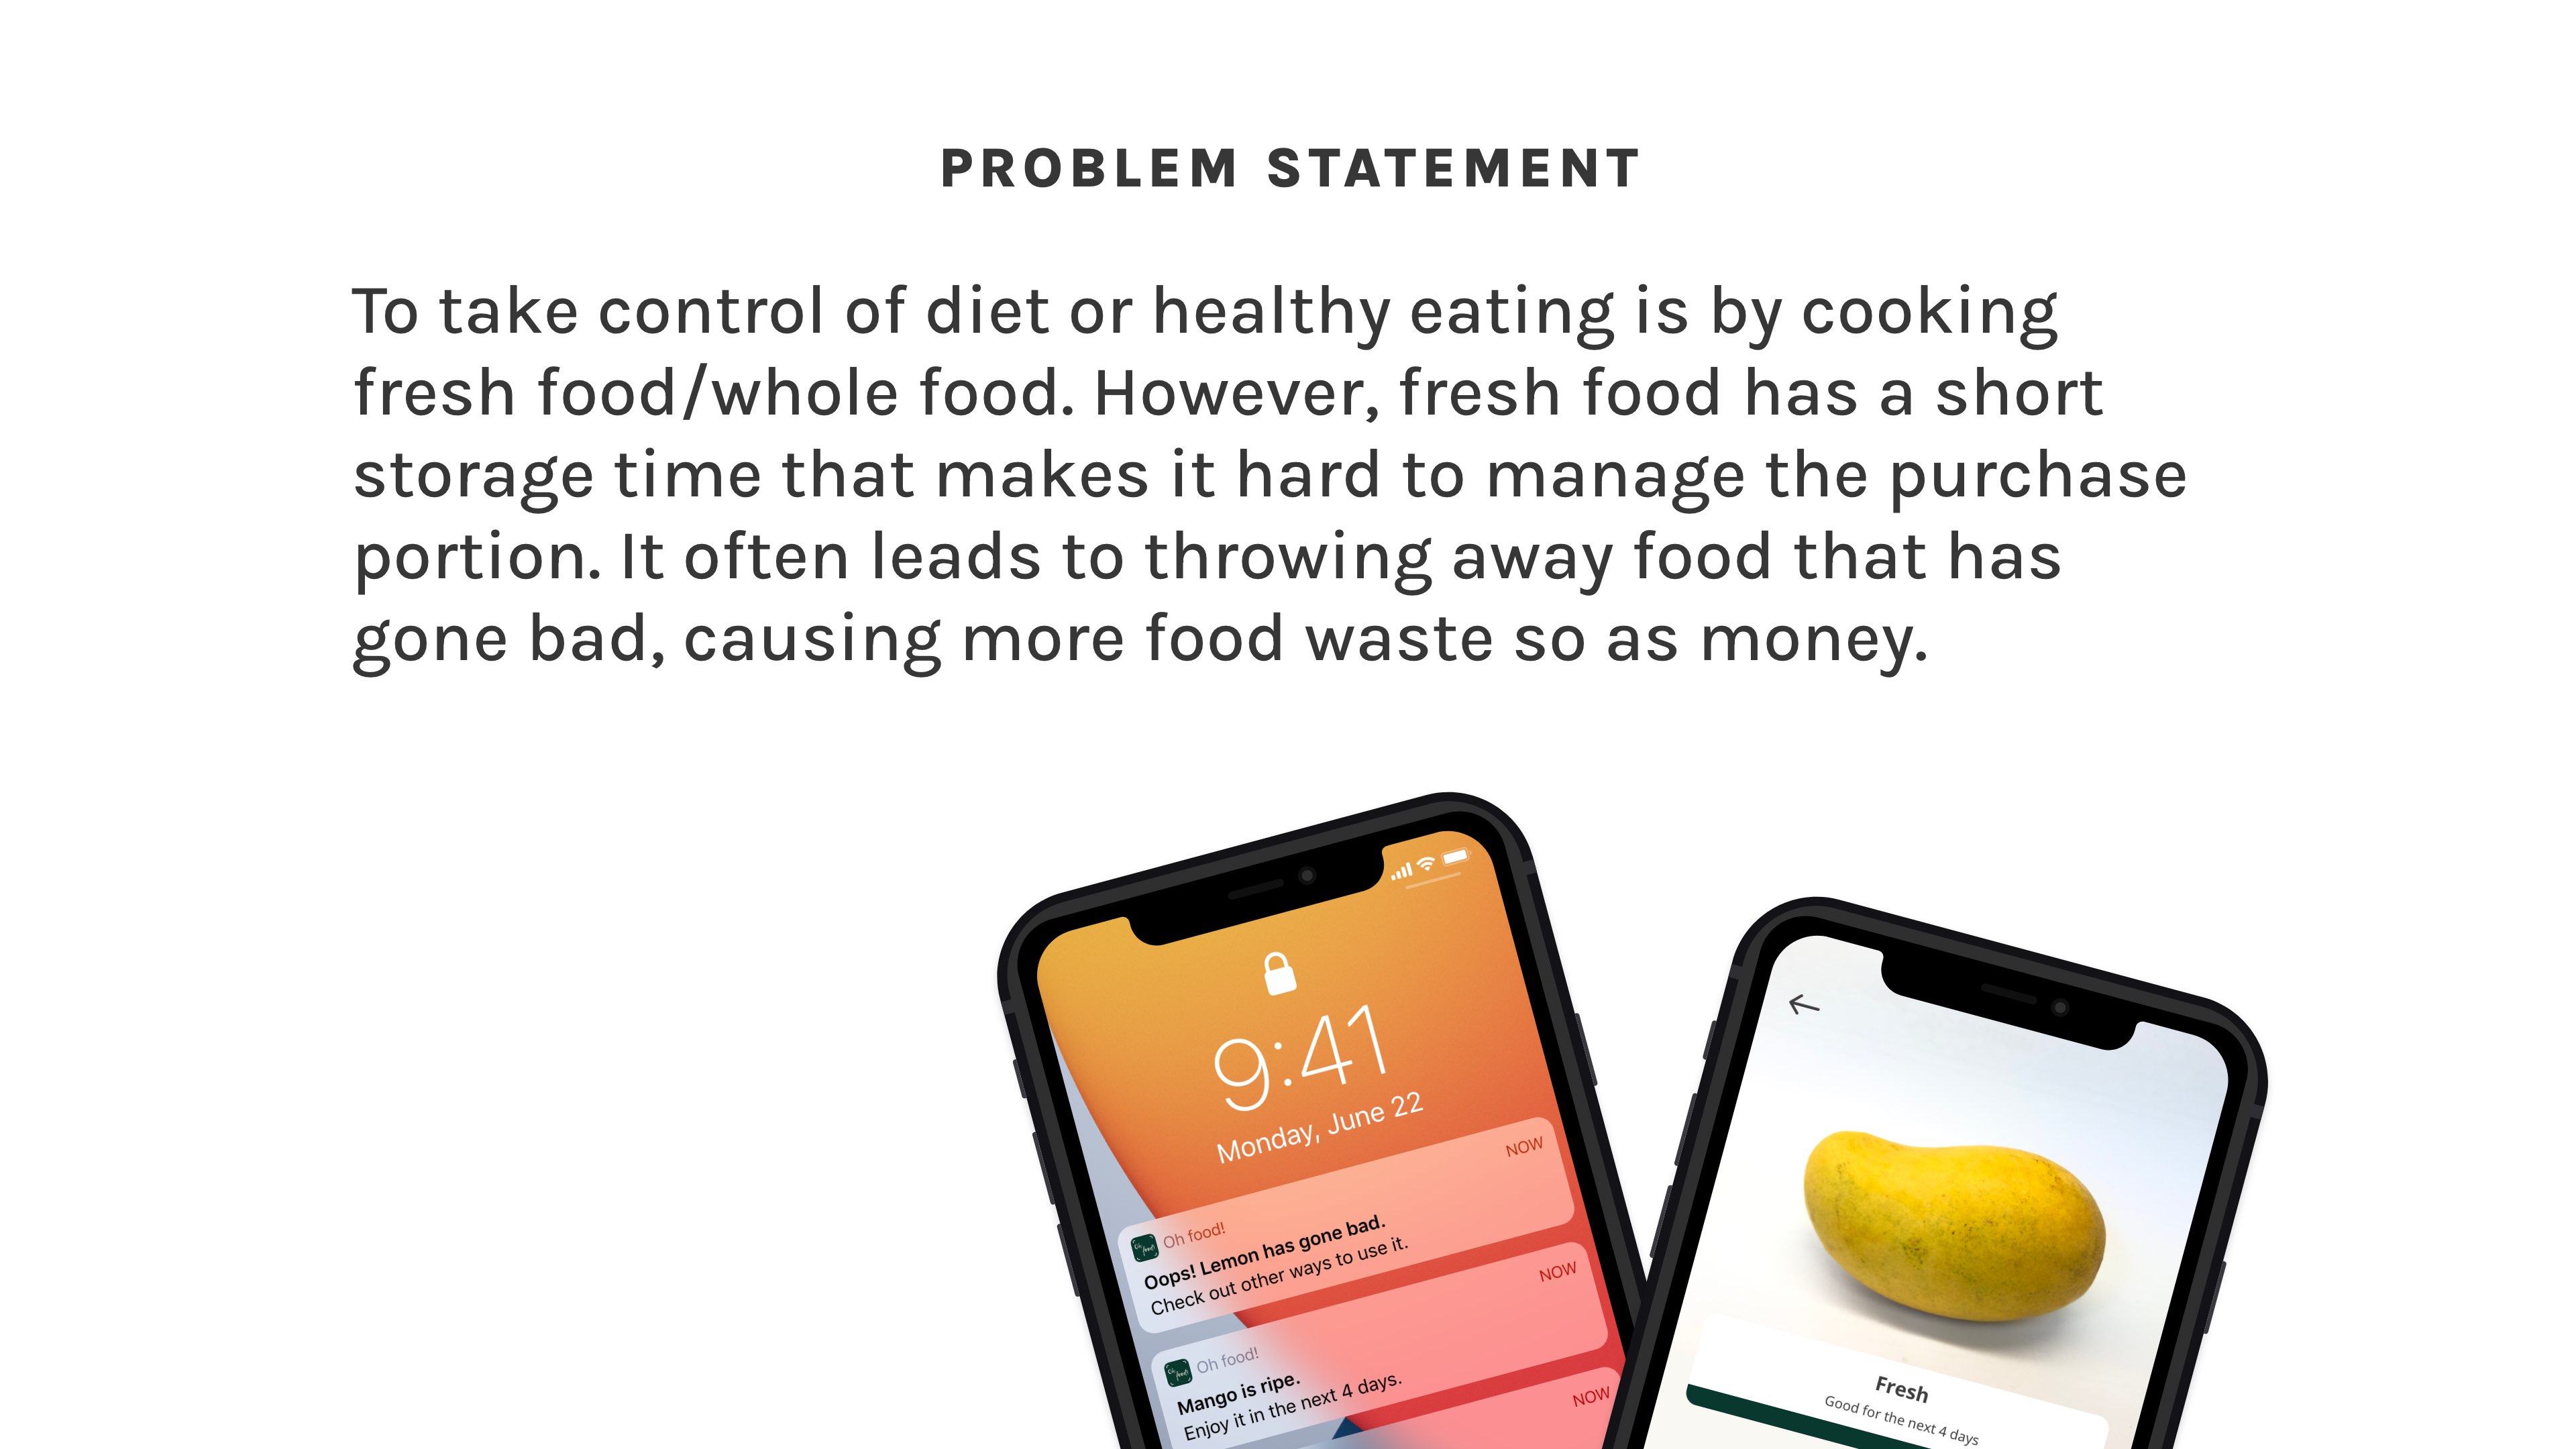 PROBLEM STATEMENT
To take control of diet or healthy eating is by cooking
fresh food/whole food. However, fresh food has a short
storage time that makes it hard to manage the purchase
portion. It often leads to throwing away food that has
gone bad, causing more food waste so as money.
9:41
Monday, June 22
Oh food!
NOW
Oops! Lemon has gone bad.
Check out other ways to use it.
Oh food!
NOW
Mango is ripe.
Enjoy it in the next 4 days.
NOW
Fresh
Good for the next 4 days